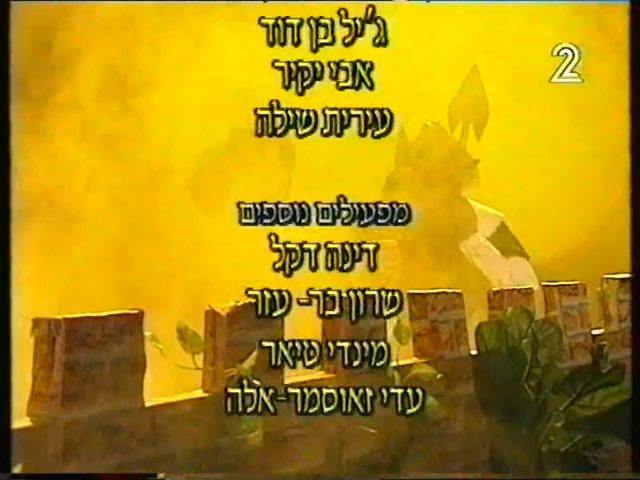 ג'יל בן דוד
אבי יקיר
עירית שילה
מפעילים נוספים
דינה דקל
שרון בר- עזר
מינדי טיאר
עדי זאוסמר-אלה
2